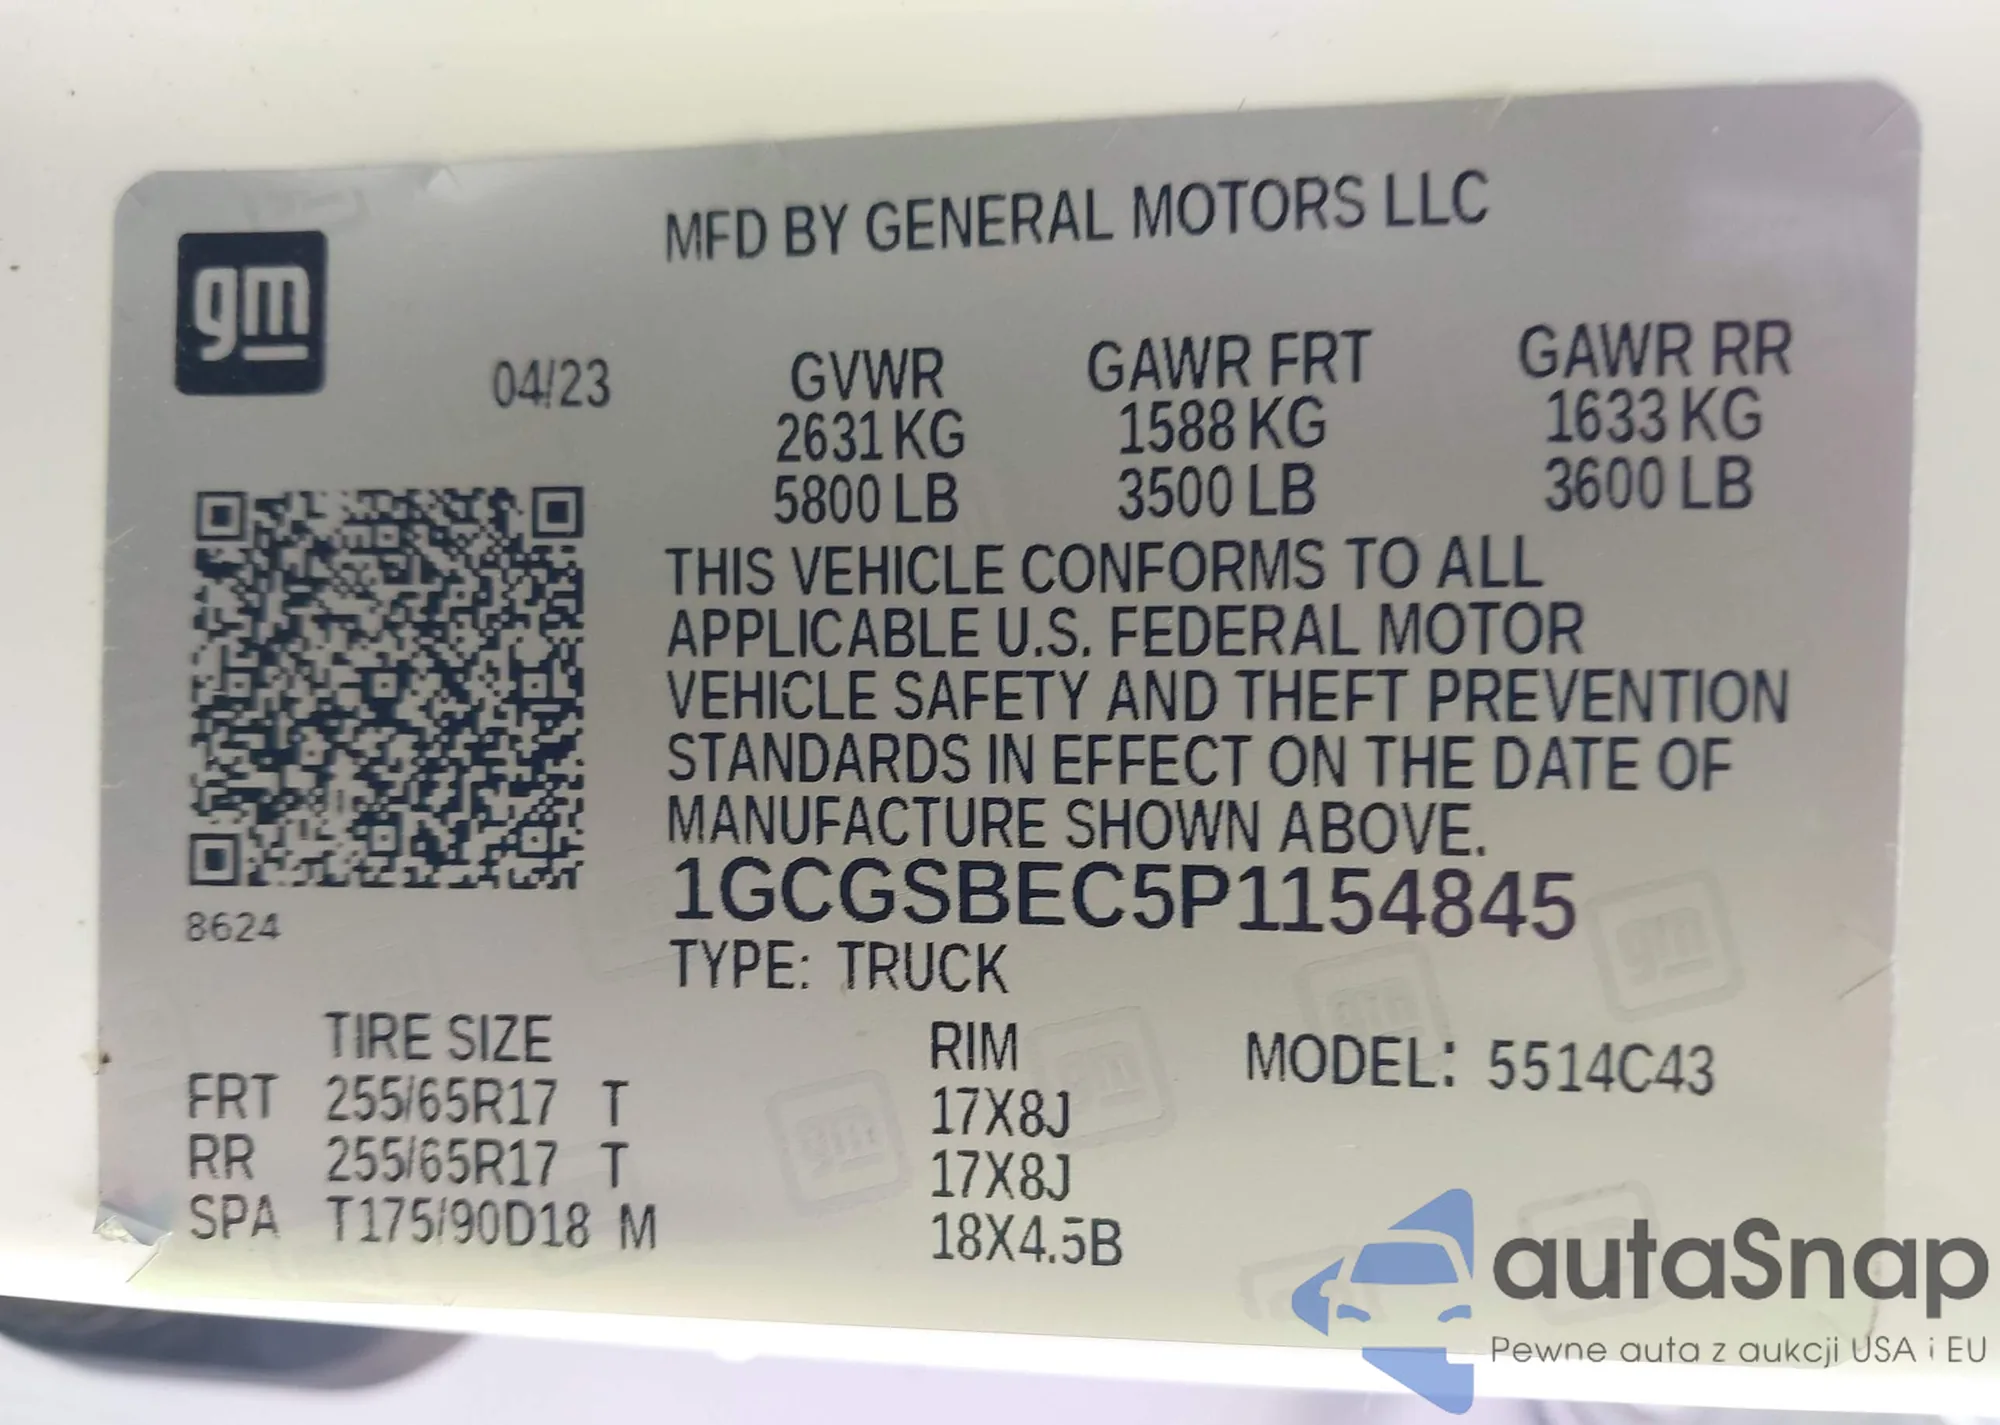 gm
MFD BY GENERAL MOTORS LLC
04/23
GVWR
2631 KG
5800 LB
GAWR FRT
1588 KG
3500 LB
GAWR RR
1633 KG
3600 LB
THIS VEHICLE CONFORMS TO ALL
APPLICABLE U.S. FEDERAL MOTOR
VEHICLE SAFETY AND THEFT PREVENTION
STANDARDS IN EFFECT ON THE DATE OF
MANUFACTURE SHOWN ABOVE.
1GCGSBEC5P1154845
TYPE: TRUCK
8624
TIRE SIZE RIM MODEL: 5514C43
FRT 255/65R17 T 17X8J
RR 255/65R17 T 17X8J
SPA T175/90D18 M 18X4.5B
autaSnap
Pewne auta z aukcji USA i EU